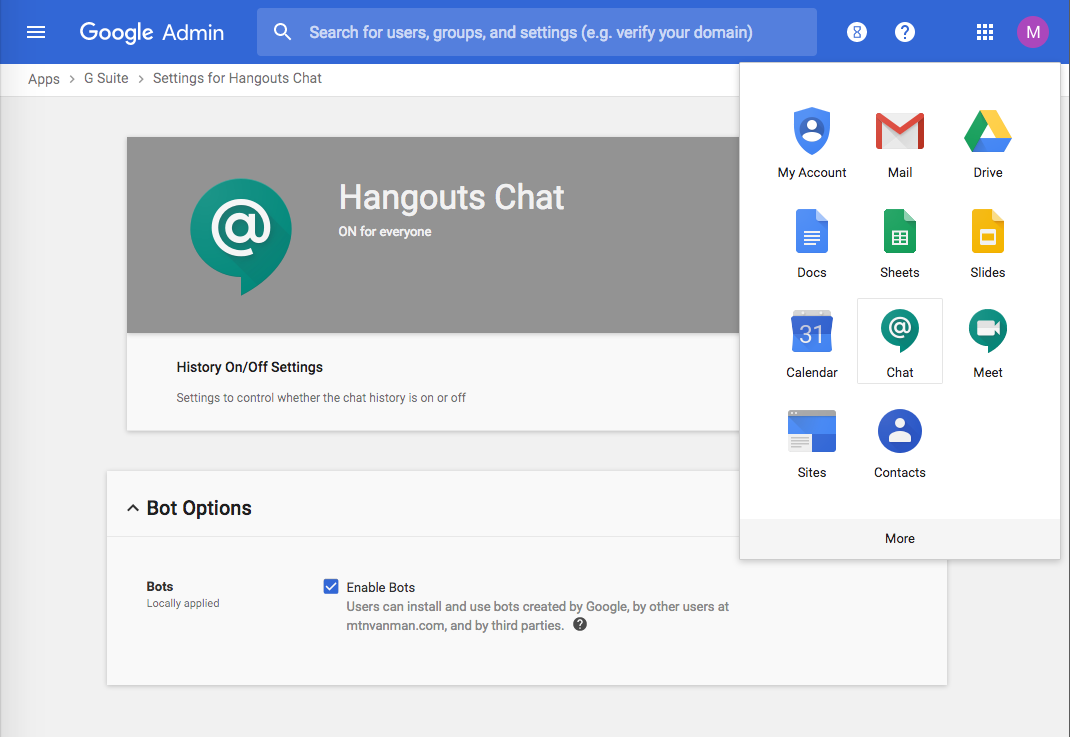 Google Admin
Search for users, groups, and settings (e.g. verify your domain)
M
Apps > G Suite > Settings for Hangouts Chat
Hangouts Chat
ON for everyone
History On/Off Settings
Settings to control whether the chat history is on or off
Bot Options
Bots
Locally applied
Enable Bots
Users can install and use bots created by Google, by other users at
mtnvanman.com, and by third parties.
My Account
Mail
Drive
Docs
Sheets
Slides
31
Calendar
Chat
Meet
Sites
Contacts
More